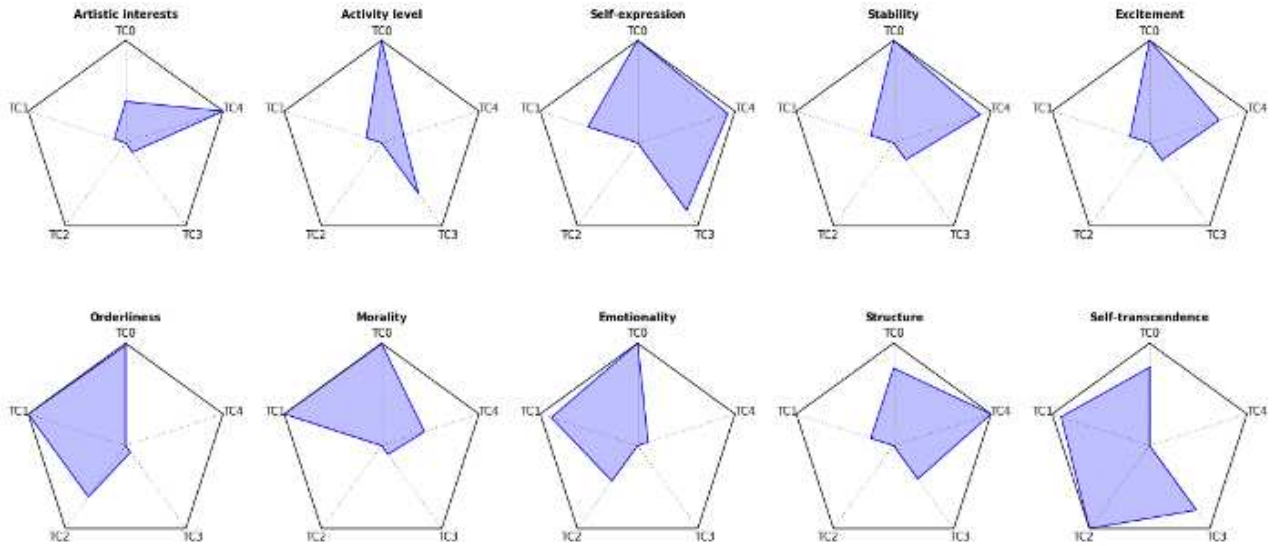 Artistic interests
TC0
TC1
TC4
TC2
TC3
Activity level
TC0
TC1
TC4
TC2
TC3
Self-expression
TC0
TC1
TC4
TC2
TC3
Stability
TC0
TC1
TC4
TC2
TC3
Excitement
TC0
TC1
TC4
TC2
TC3
Orderliness
TC0
TC1
TC4
TC2
TC3
Morality
TC0
TC1
TC4
TC2
TC3
Emotionality
TC0
TC1
TC4
TC2
TC3
Structure
TC0
TC1
TC4
TC2
TC3
Self-transcendence
TC0
TC1
TC4
TC2
TC3